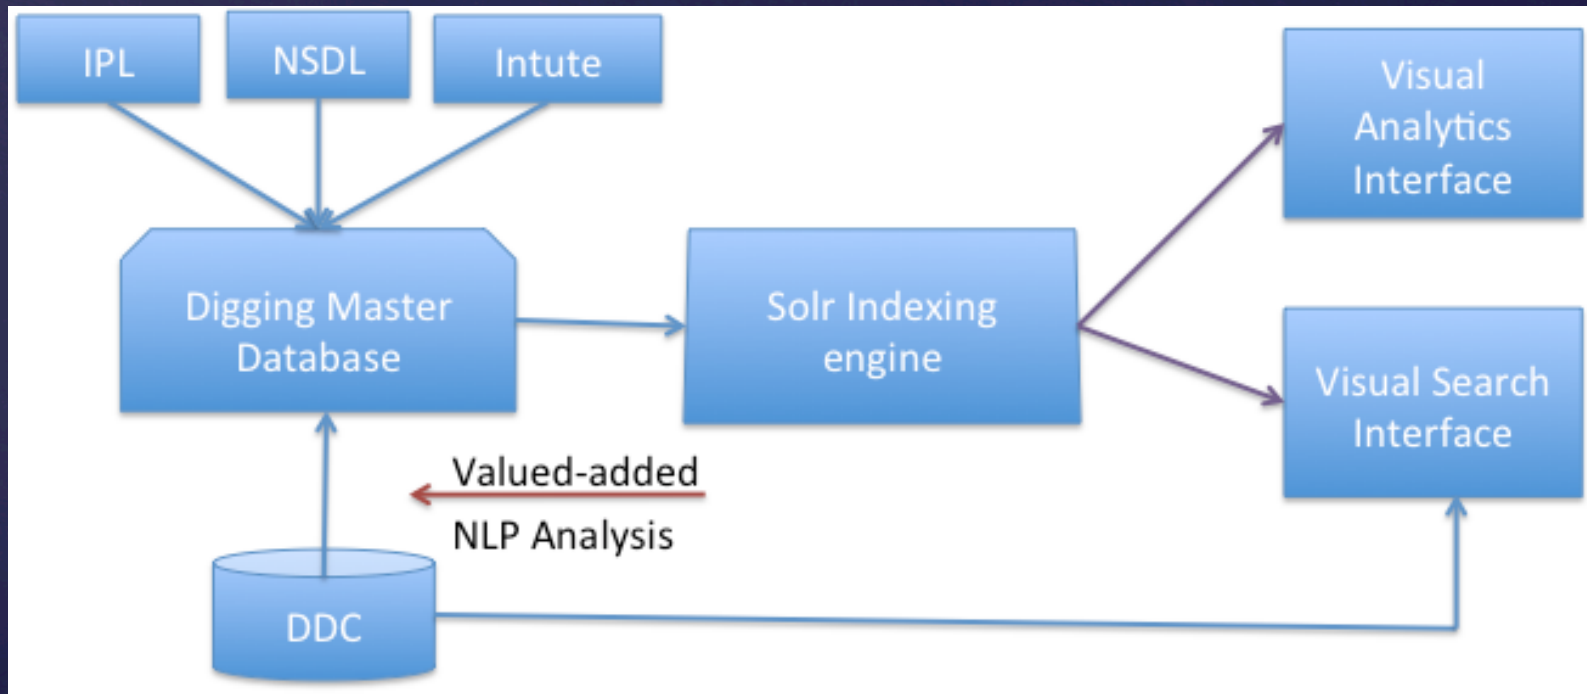 IPL
NSDL
Intute
Visual
Analytics
Interface
Digging Master
Database
Solr Indexing
engine
Visual Search
Interface
Valued-added
NLP Analysis
DDC